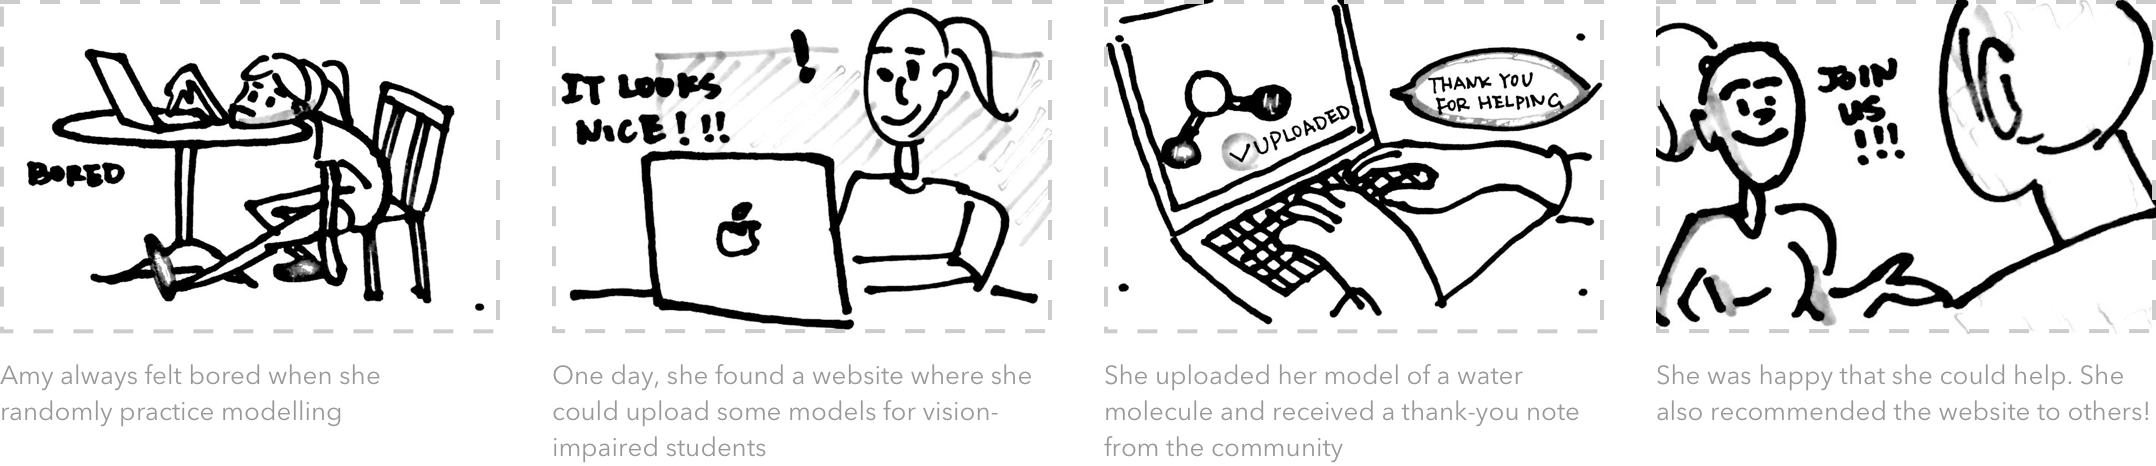 BORED
IT LOOKS
NICE!!!
!
THANK YOU
FOR HELPING
UPLOADED
JOIN
US
!!!
Amy always felt bored when she
randomly practice modelling
One day, she found a website where she
could upload some models for vision-
impaired students
She uploaded her model of a water
molecule and received a thank-you note
from the community
She was happy that she could help. She
also recommended the website to others!